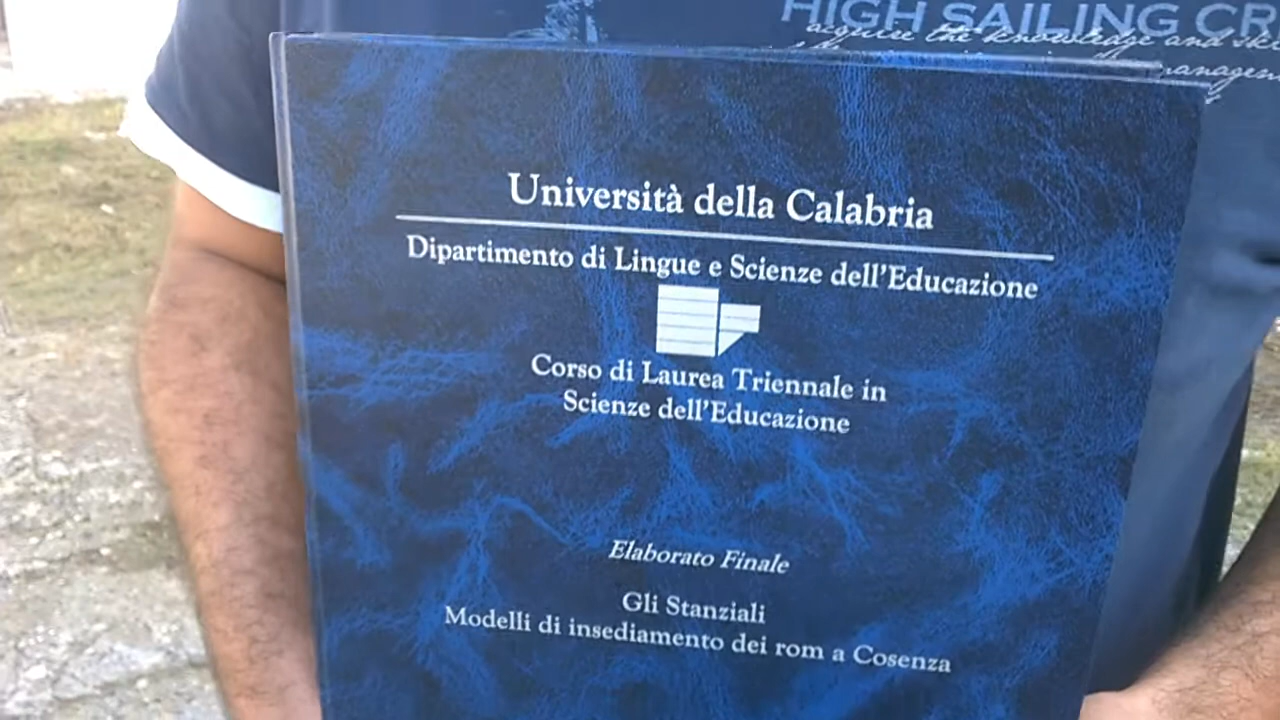 HIGH SAILING CR
acquire the knowledge and ski
managem
Università della Calabria
Dipartimento di Lingue e Scienze dell'Educazione
Corso di Laurea Triennale in
Scienze dell'Educazione
Elaborato Finale
Gli Stanziali
Modelli di insediamento dei rom a Cosenza